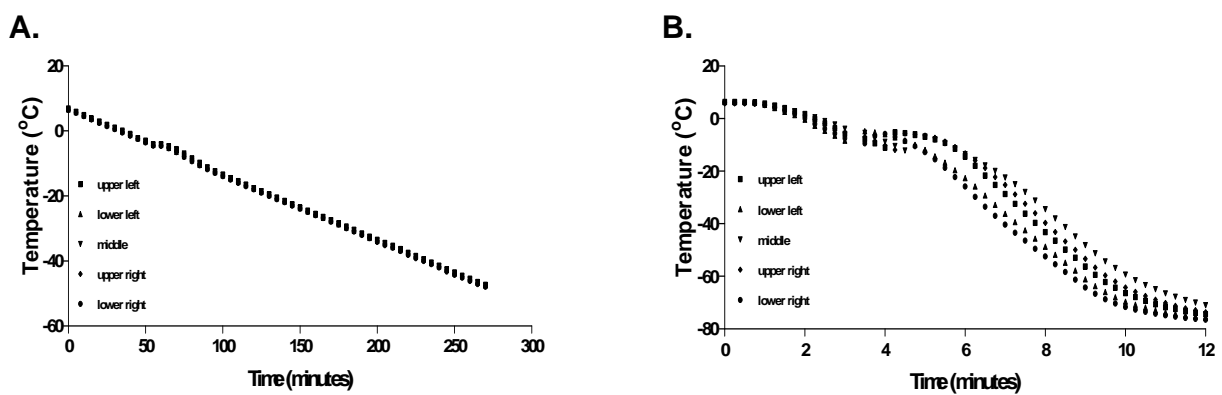 A.
Temperature (°C)
20
0
-20
-40
-60
upper left
lower left
middle
upper right
lower right
0 50 100 150 200 250 300
Time (minutes)
B.
Temperature (°C)
20
0
-20
-40
-60
-80
upper left
lower left
middle
upper right
lower right
0 2 4 6 8 10 12
Time (minutes)